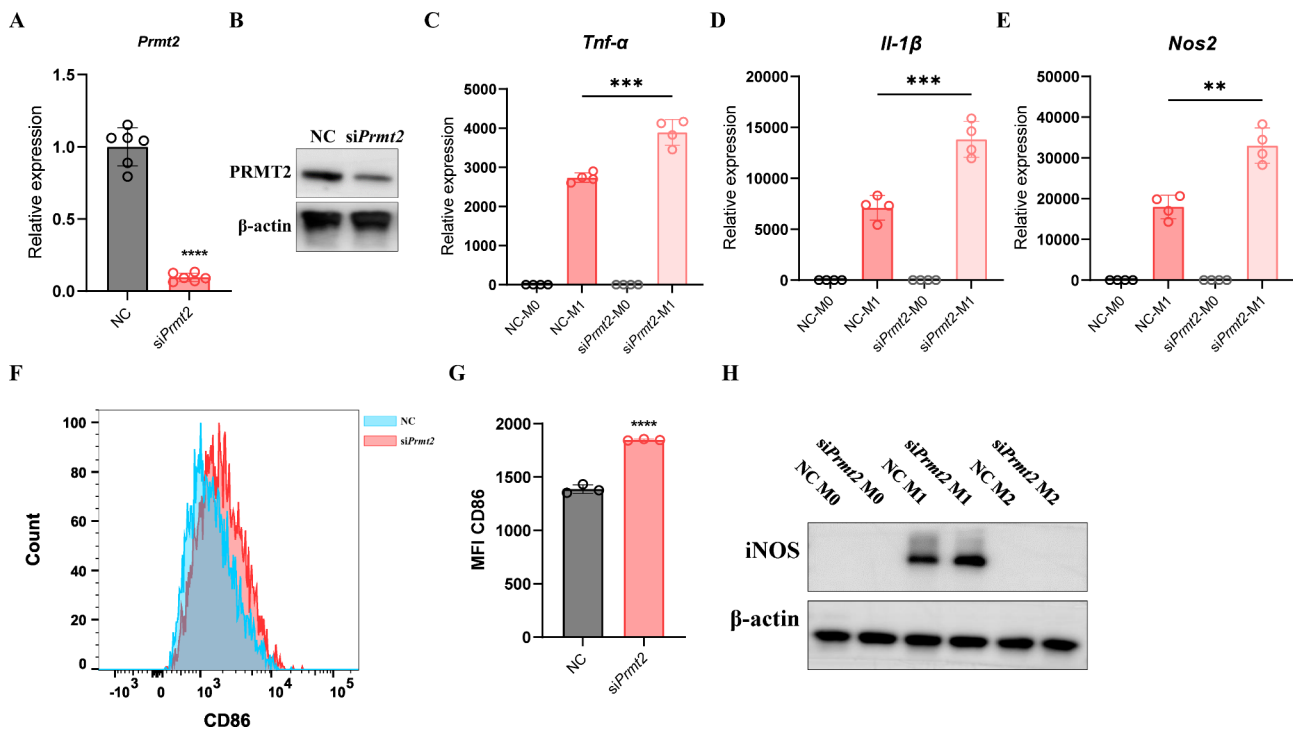 A
Prmt2
Relative expression
1.5
1.0
0.5
0.0
****
NC
siPrmt2
B
NC siPrmt2
PRMT2
β-actin
C
Tnf-α
Relative expression
5000
4000
3000
2000
1000
0
***
NC-M0
NC-M1
siPrmt2-M0
siPrmt2-M1
D
Il-1β
Relative expression
20000
15000
10000
5000
0
***
NC-M0
NC-M1
siPrmt2-M0
siPrmt2-M1
E
Nos2
Relative expression
50000
40000
30000
20000
10000
0
**
NC-M0
NC-M1
siPrmt2-M0
siPrmt2-M1
F
Count
100
80
60
40
20
0
-10³ 0 10³ 10⁴ 10⁵
CD86
NC
siPrmt2
G
MFI CD86
2000
1500
1000
500
0
****
NC
siPrmt2
H
NC M0
siPrmt2 M0
NC M1
siPrmt2 M1
NC M2
siPrmt2 M2
iNOS
β-actin